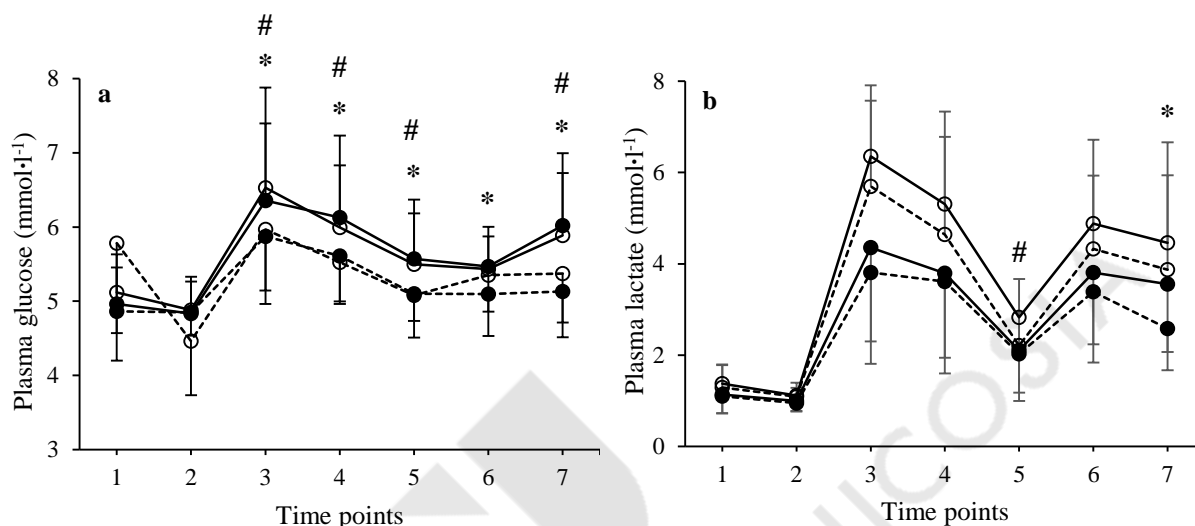 # # # #
* * * * *
a
8
7
6
5
4
3
Plasma glucose (mmol·l⁻¹)
1 2 3 4 5 6 7
Time points
b
*
#
8
6
4
2
0
Plasma lactate (mmol·l⁻¹)
1 2 3 4 5 6 7
Time points
NICOSIA